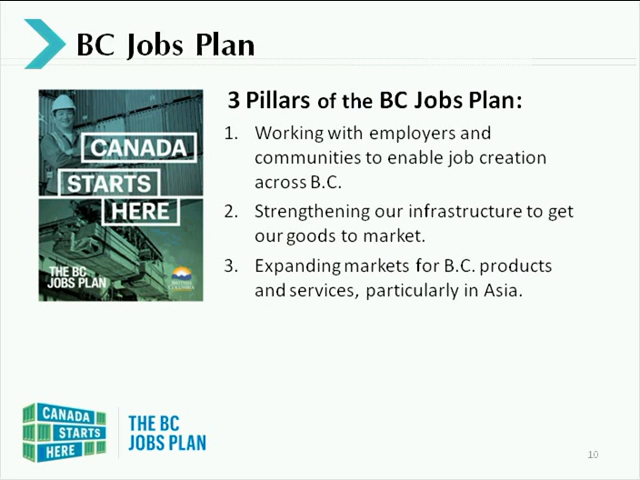 BC Jobs Plan
3 Pillars of the BC Jobs Plan:
1. Working with employers and
communities to enable job creation
across B.C.
2. Strengthening our infrastructure to get
our goods to market.
3. Expanding markets for B.C. products
and services, particularly in Asia.
CANADA
STARTS
HERE
THE BC
JOBS PLAN
BRITISH
COLUMBIA
CANADA
STARTS
HERE
THE BC
JOBS PLAN
10